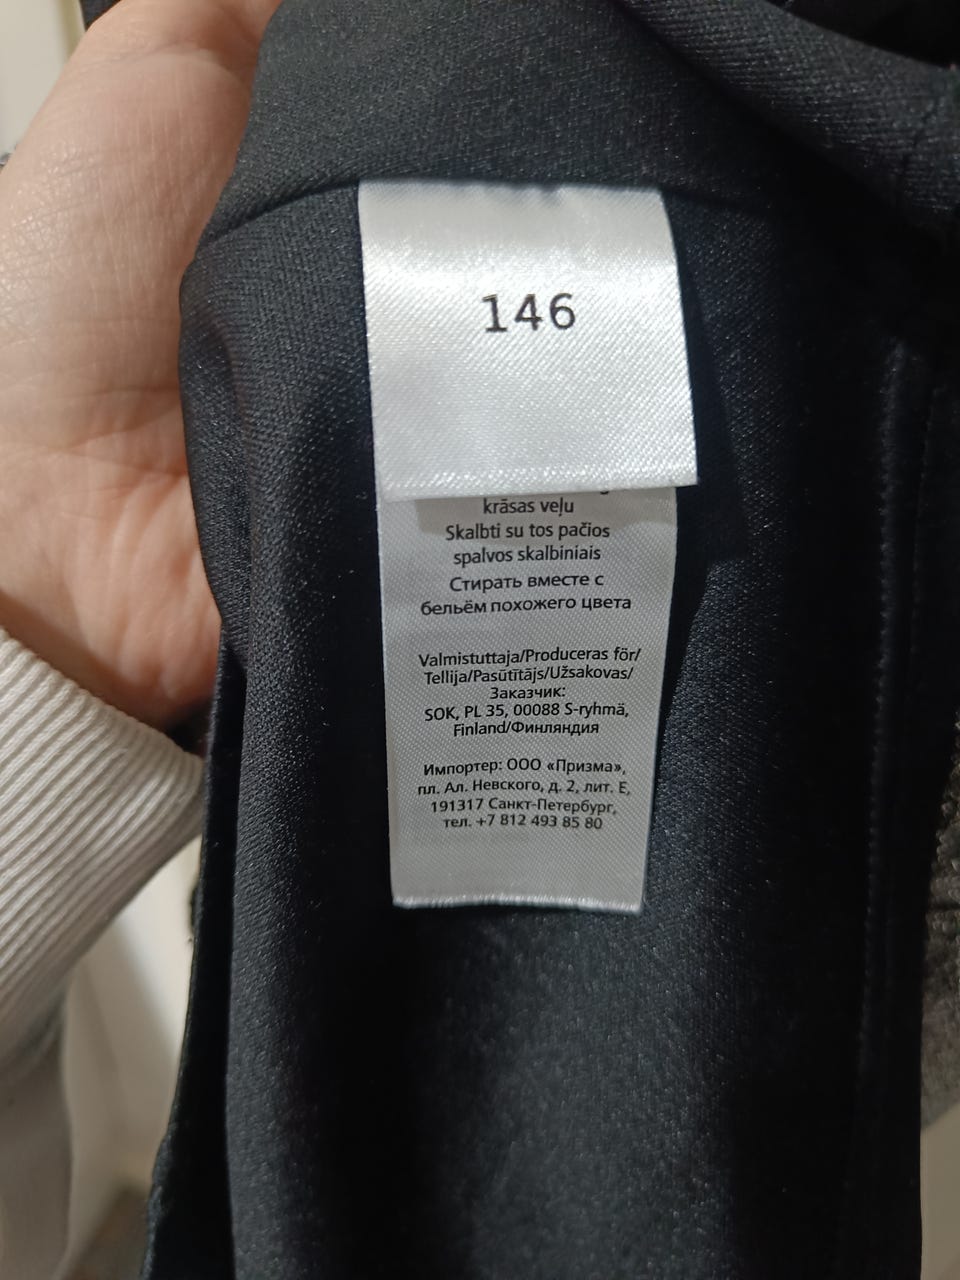 146
krāsas veļu
Skalbti su tos pačios
spalvos skalbiniais
Стирать вместе с
бельём похожего цвета
Valmistuttaja/Produceras för/
Tellija/Pasūtītājs/Užsakovas/
Заказчик:
SOK, PL 35, 00088 S-ryhmä,
Finland/Финляндия
Импортер: ООО «Призма»,
пл. Ал. Невского, д. 2, лит. Е,
191317 Санкт-Петербург,
тел. +7 812 493 85 80